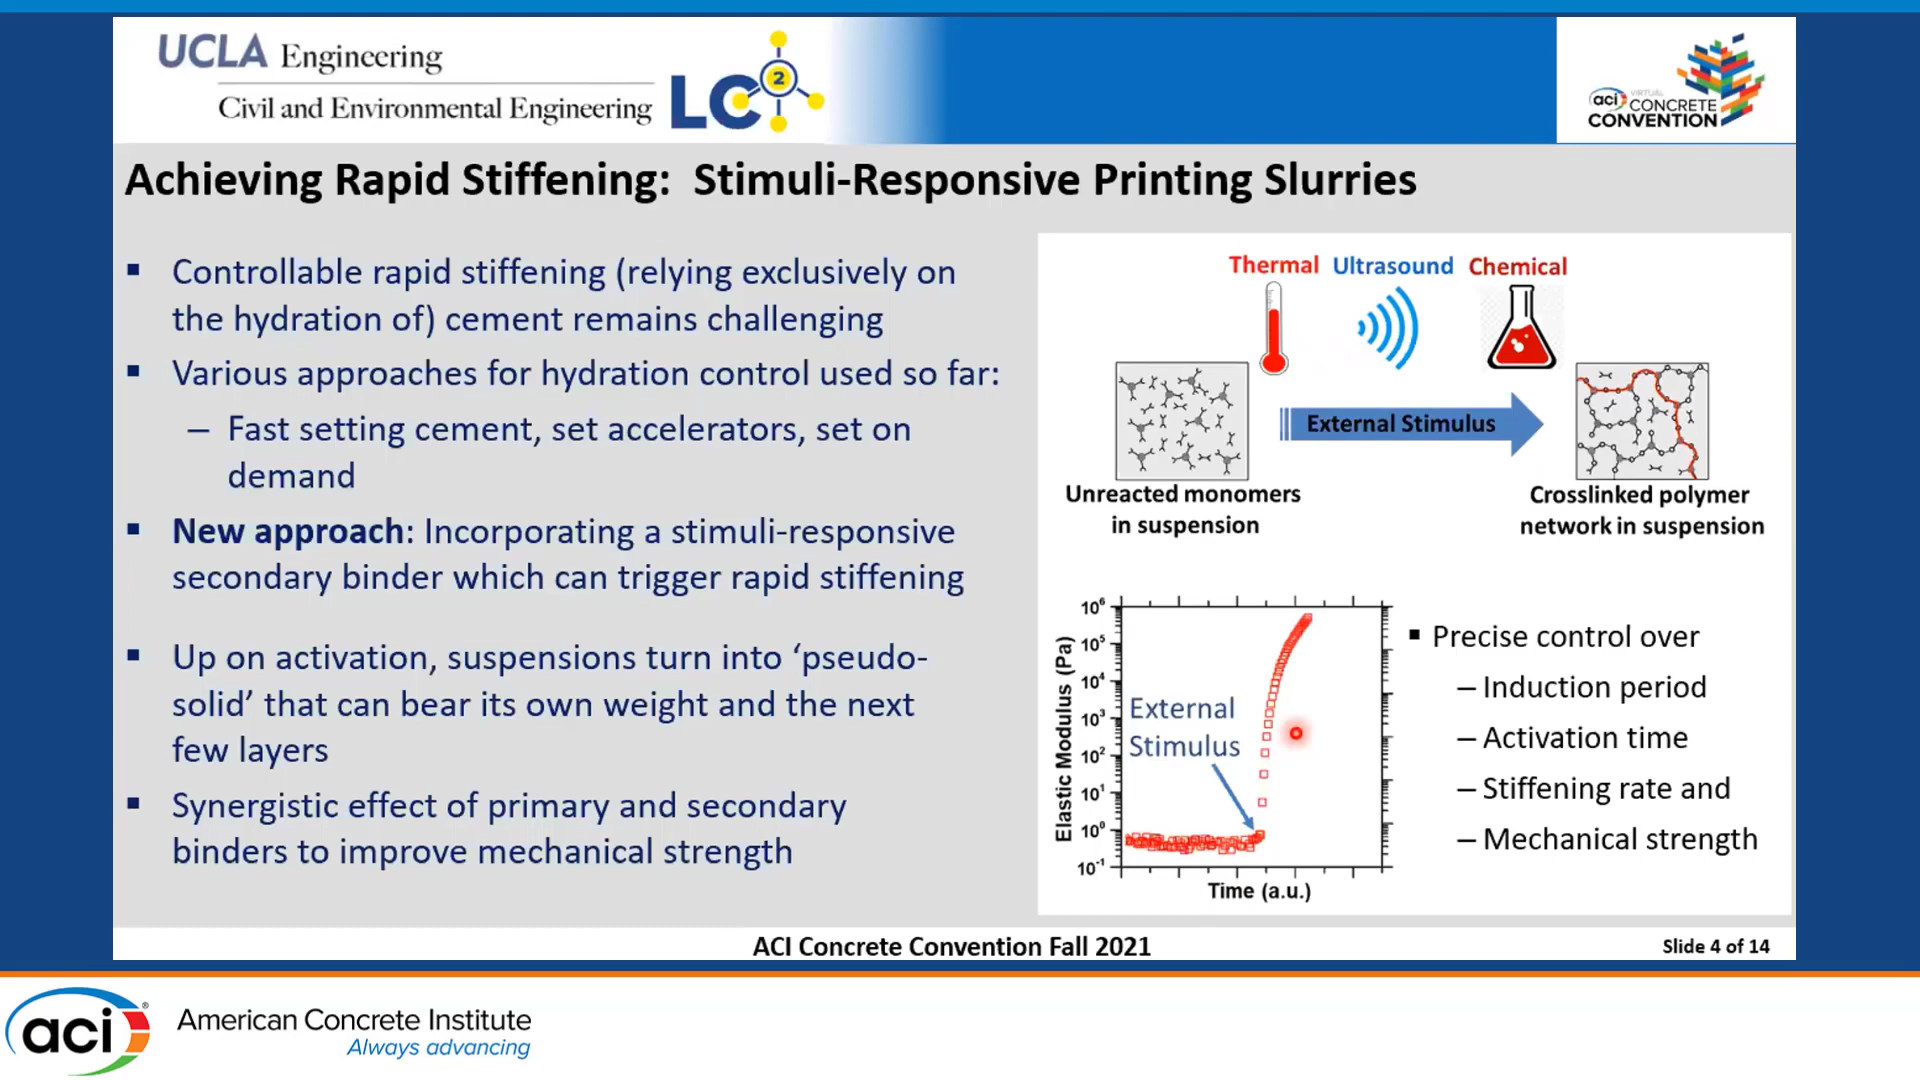 UCLA Engineering
Civil and Environmental Engineering
LC2
aci VIRTUAL
CONCRETE
CONVENTION
Achieving Rapid Stiffening: Stimuli-Responsive Printing Slurries
▪ Controllable rapid stiffening (relying exclusively on
the hydration of) cement remains challenging
▪ Various approaches for hydration control used so far:
– Fast setting cement, set accelerators, set on
demand
▪ New approach: Incorporating a stimuli-responsive
secondary binder which can trigger rapid stiffening
▪ Up on activation, suspensions turn into ‘pseudo-
solid’ that can bear its own weight and the next
few layers
▪ Synergistic effect of primary and secondary
binders to improve mechanical strength
Thermal Ultrasound Chemical
External Stimulus
Unreacted monomers
in suspension
Crosslinked polymer
network in suspension
Elastic Modulus (Pa)
10⁶
10⁵
10⁴
10³
10²
10¹
10⁰
10⁻¹
External
Stimulus
Time (a.u.)
▪ Precise control over
– Induction period
– Activation time
– Stiffening rate and
– Mechanical strength
ACI Concrete Convention Fall 2021
Slide 4 of 14
aci®
American Concrete Institute
Always advancing